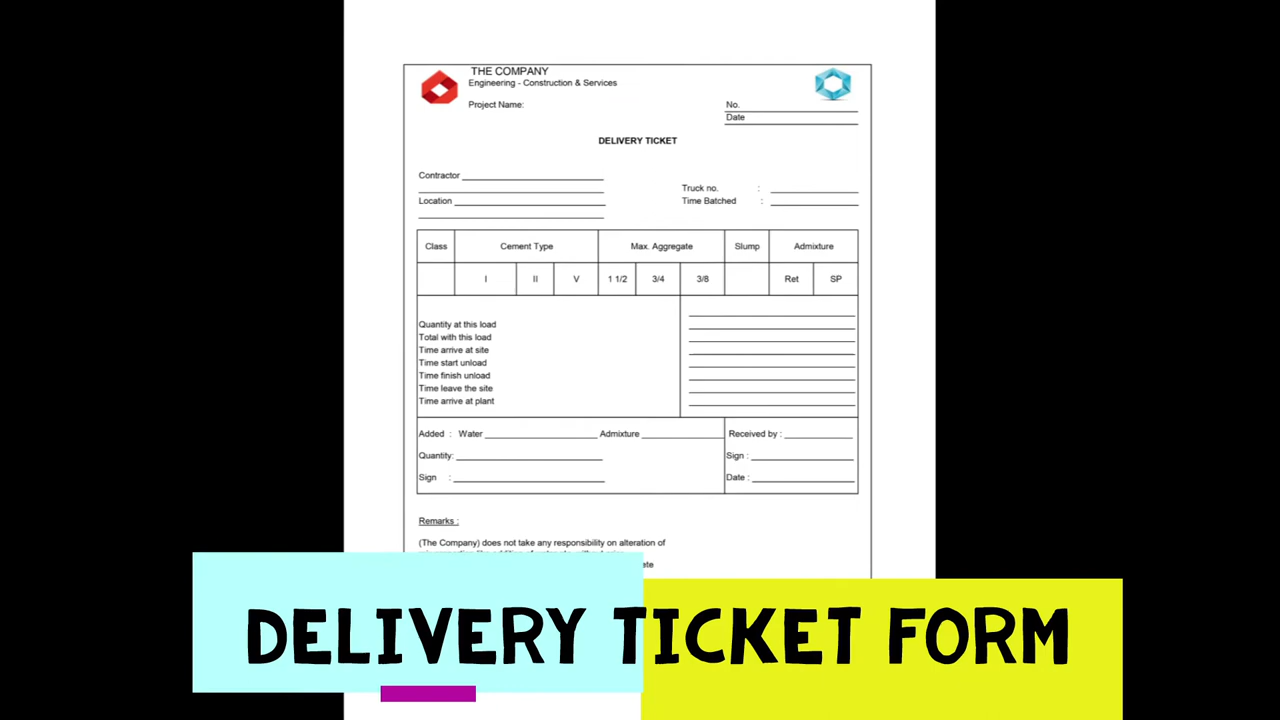 THE COMPANY
Engineering - Construction & Services
Project Name:
No.
Date
DELIVERY TICKET
Contractor
Truck no. :
Location
Time Batched :
Class Cement Type Max. Aggregate Slump Admixture
I II V 1 1/2 3/4 3/8 Ret SP
Quantity at this load
Total with this load
Time arrive at site
Time start unload
Time finish unload
Time leave the site
Time arrive at plant
Added : Water Admixture Received by :
Quantity: Sign :
Sign : Date :
Remarks :
(The Company) does not take any responsibility on alteration of
DELIVERY TICKET FORM